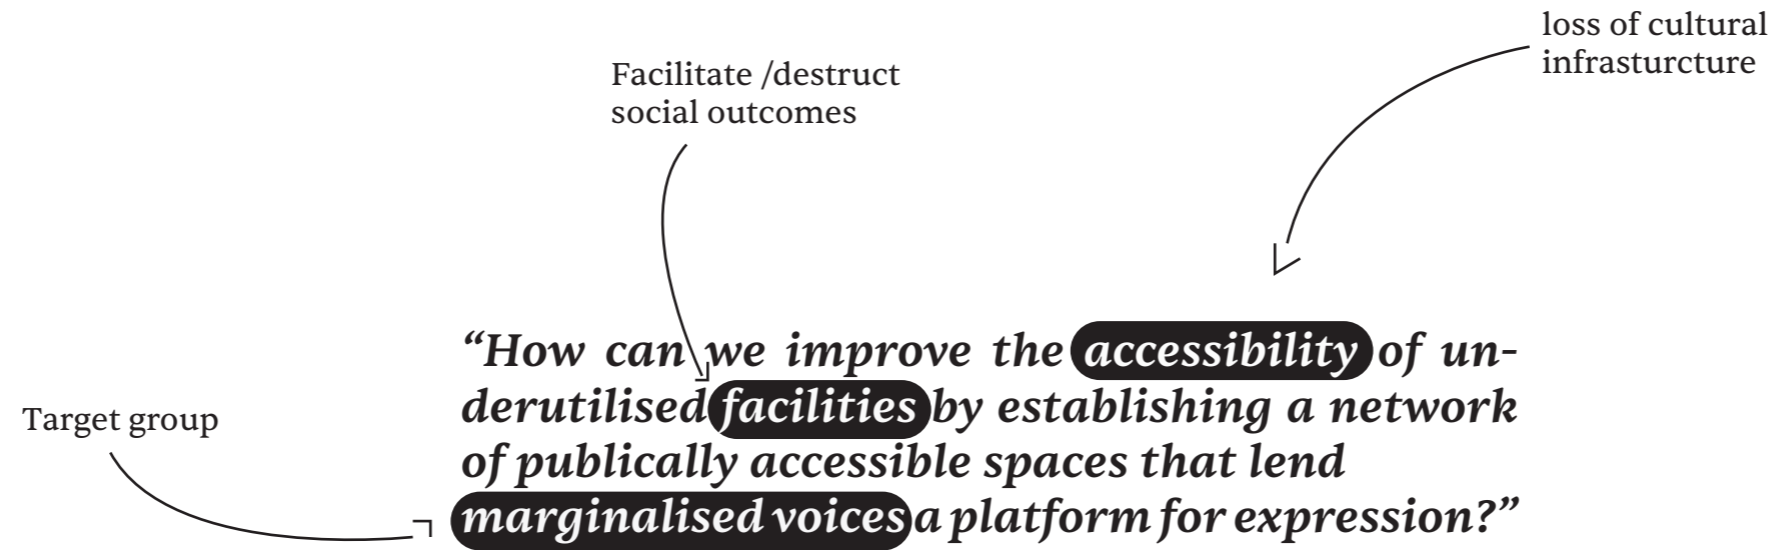 loss of cultural
infrasturcture
Facilitate /destruct
social outcomes
“How can we improve the accessibility of un-
derutilised facilities by establishing a network
of publically accessible spaces that lend
marginalised voices a platform for expression?”
Target group